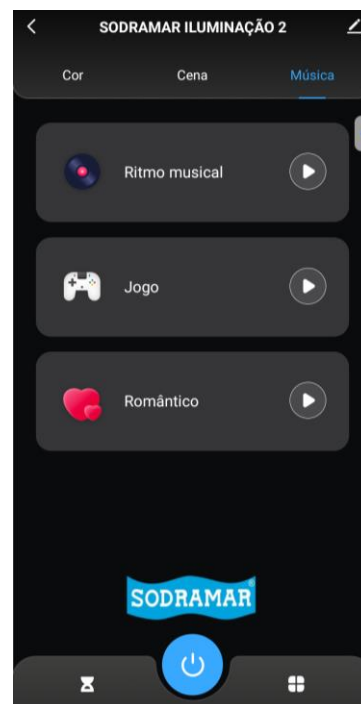 SODRAMAR ILUMINAÇÃO 2
Cor Cena Música
Ritmo musical
Jogo
Romântico
SODRAMAR®